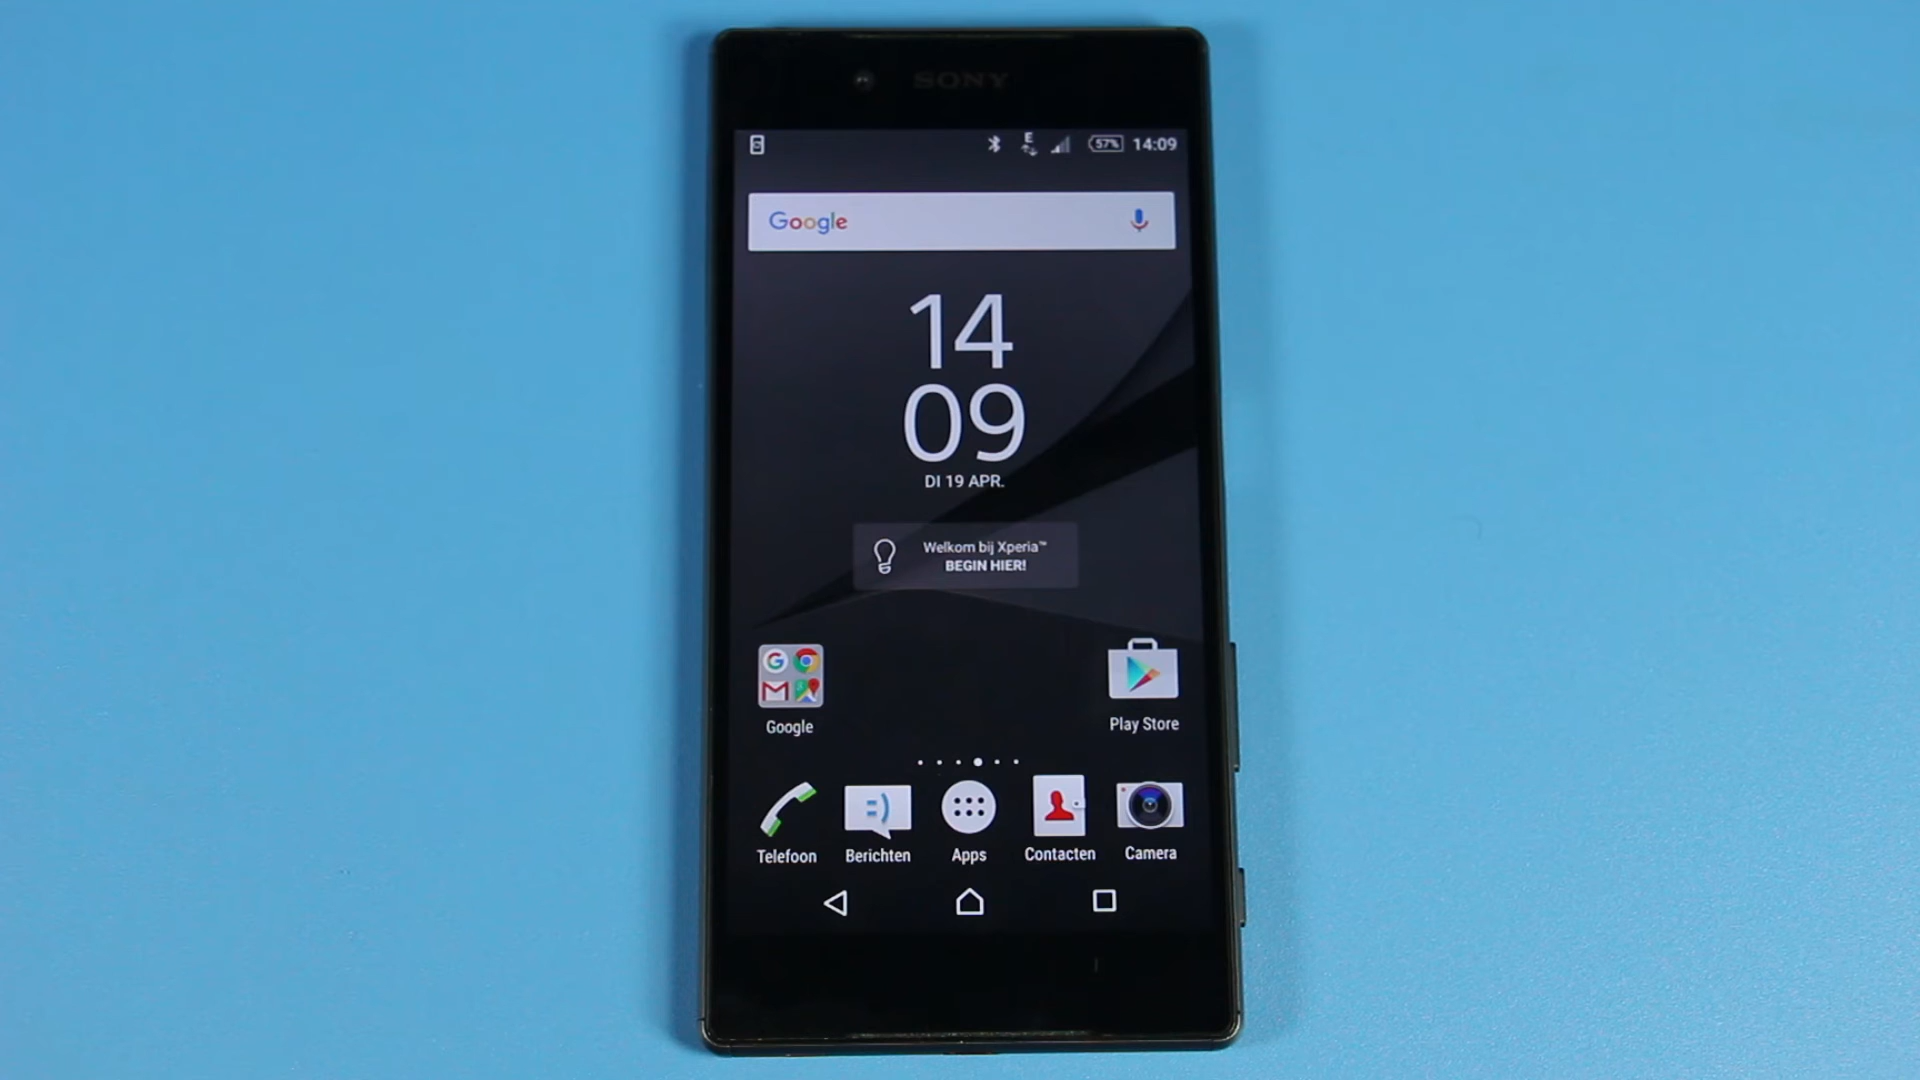 SONY
E
57% 14:09
Google
14
09
DI 19 APR.
Welkom bij Xperia™
BEGIN HIER!
Google
Play Store
Telefoon
Berichten
Apps
Contacten
Camera